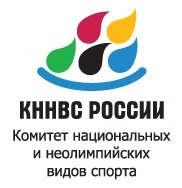 КННВС РОССИИ
Комитет национальных
и неолимпийских
видов спорта